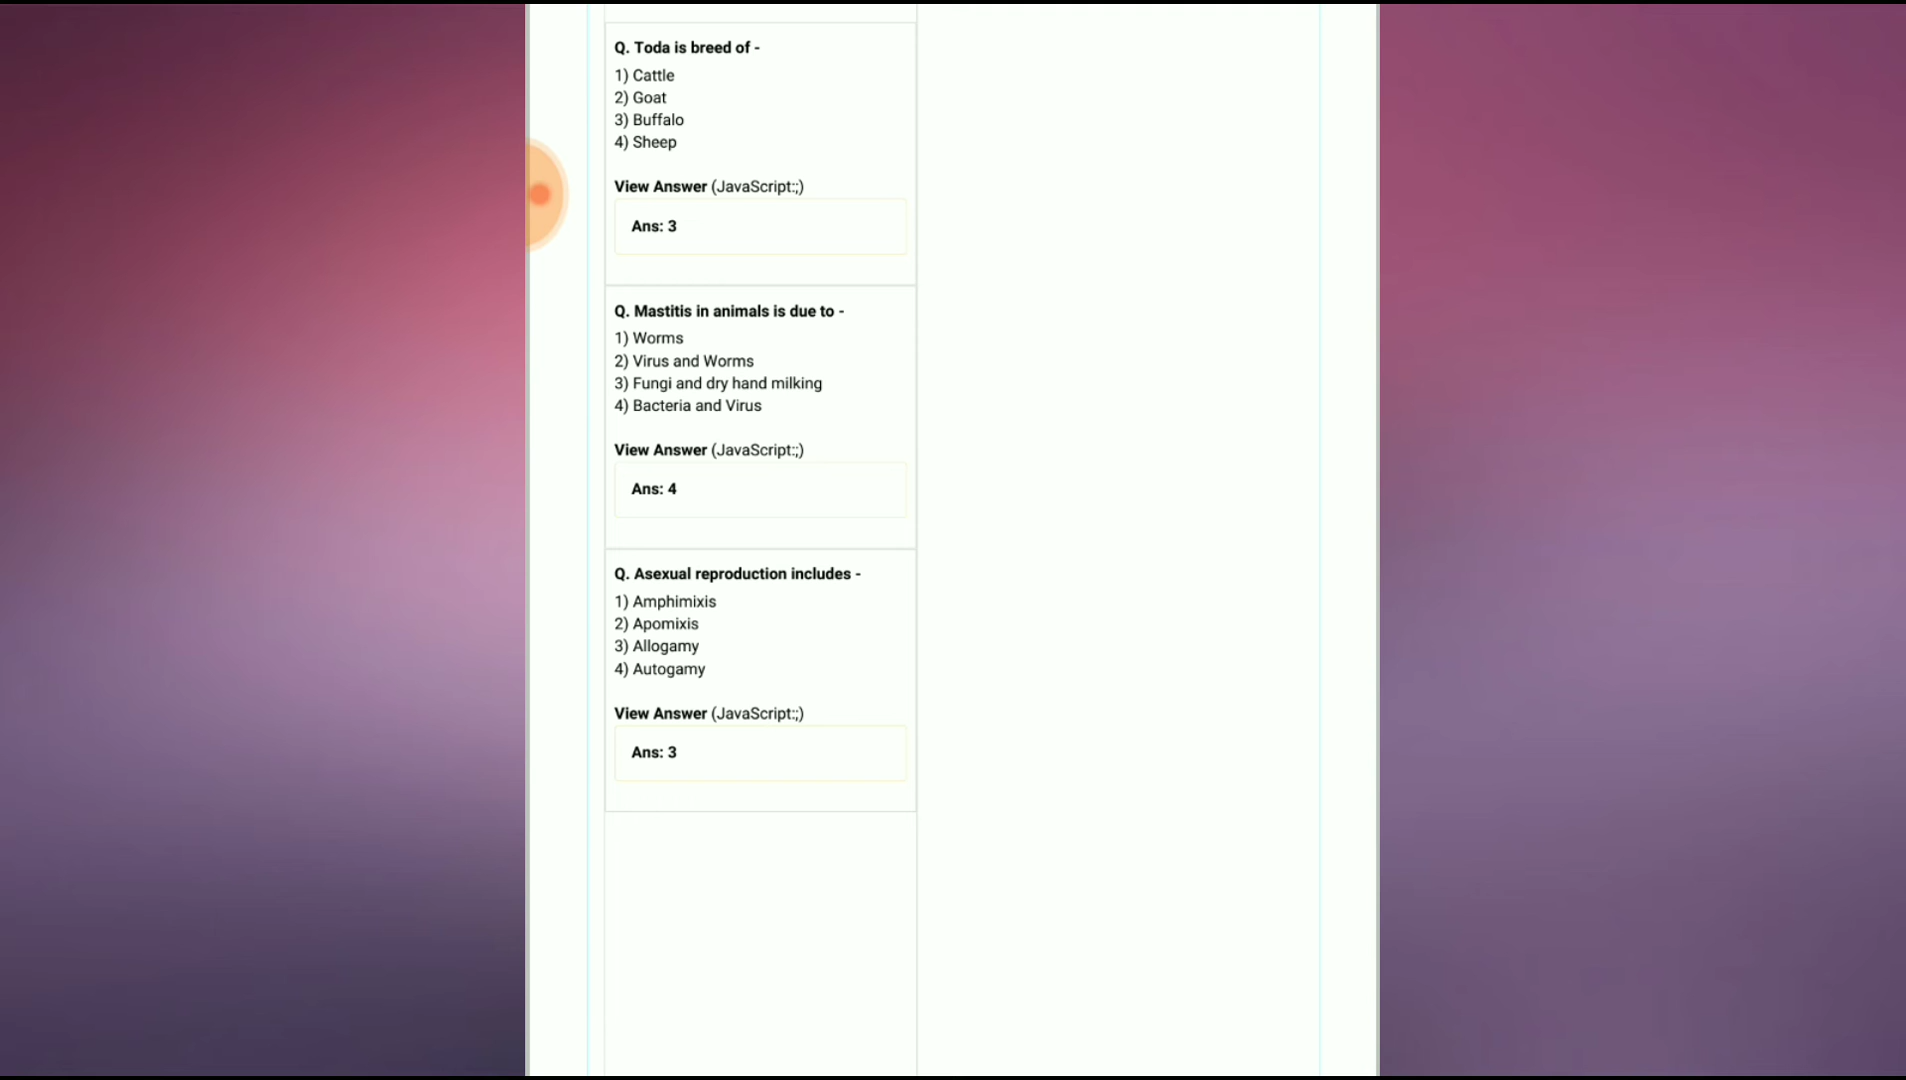 Q. Toda is breed of -
1) Cattle
2) Goat
3) Buffalo
4) Sheep
View Answer (JavaScript:;)
Ans: 3
Q. Mastitis in animals is due to -
1) Worms
2) Virus and Worms
3) Fungi and dry hand milking
4) Bacteria and Virus
View Answer (JavaScript:;)
Ans: 4
Q. Asexual reproduction includes -
1) Amphimixis
2) Apomixis
3) Allogamy
4) Autogamy
View Answer (JavaScript:;)
Ans: 3